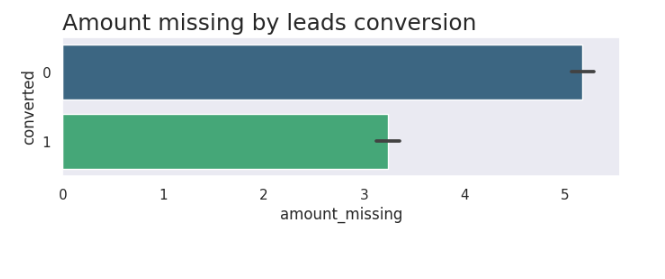 Amount missing by leads conversion
converted
0
1
0 1 2 3 4 5
amount_missing